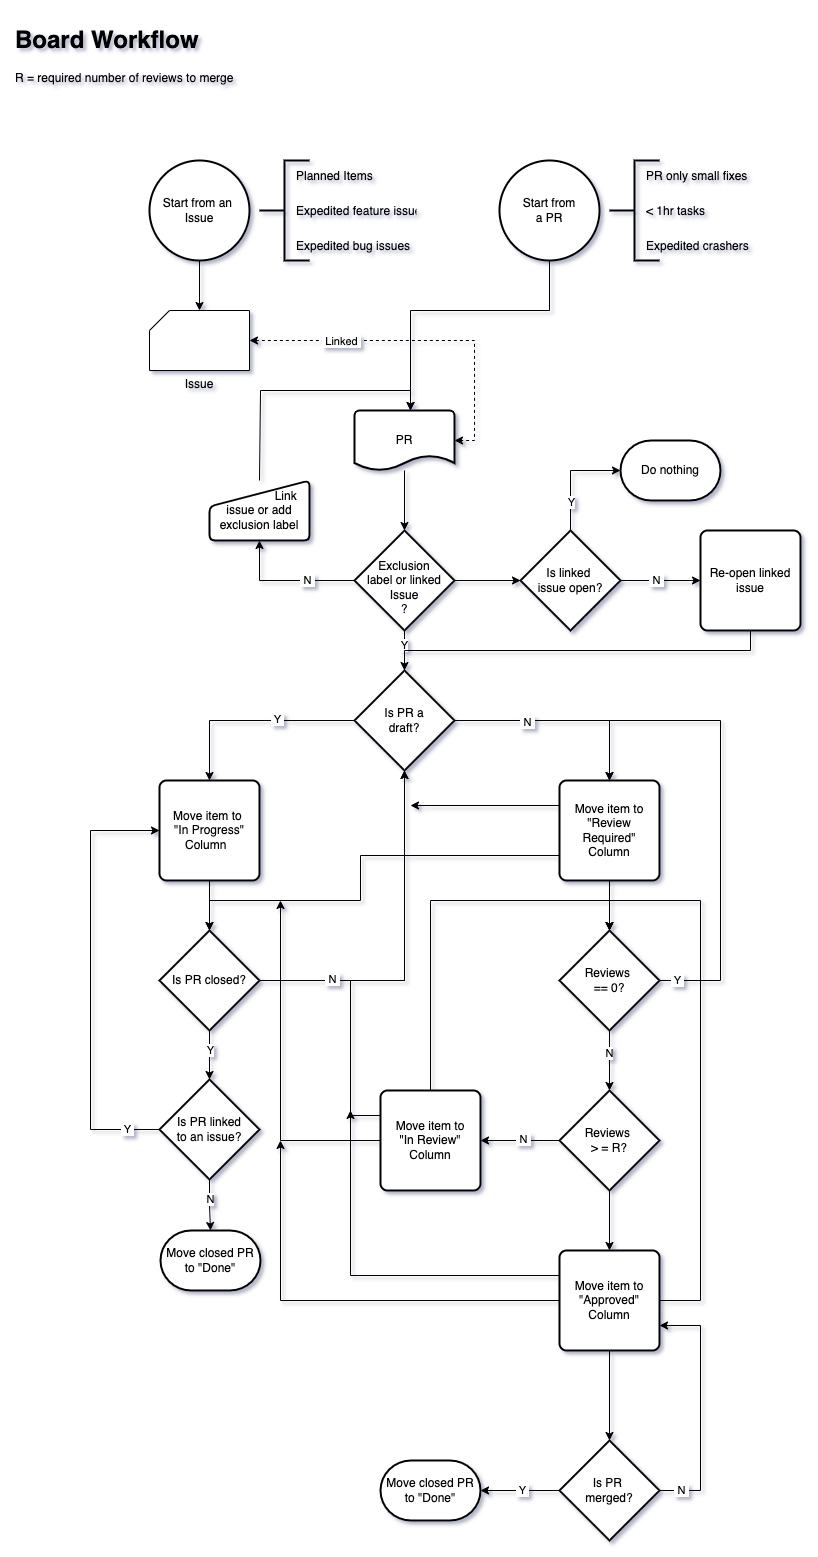 Board Workflow
R = required number of reviews to merge
Start from an
Issue
Planned Items
Expedited feature
Expedited bug issues
Start from
a PR
PR only small fixes
< 1hr tasks
Expedited crashers
Linked
Issue
PR
Link
issue or add
exclusion label
Do nothing
Y
Exclusion
label or linked
Issue
?
N
Is linked
issue open?
N
Re-open linked
issue
Y
Is PR a
draft?
Y
N
Move item to
"In Progress"
Column
Move item to
"Review
Required"
Column
Is PR closed?
N
Reviews
== 0?
Y
Y
N
Is PR linked
to an issue?
Y
Move item to
"In Review"
Column
N
Reviews
> = R?
N
Move closed PR
to "Done"
Move item to
"Approved"
Column
Move closed PR
to "Done"
Y
Is PR
merged?
N